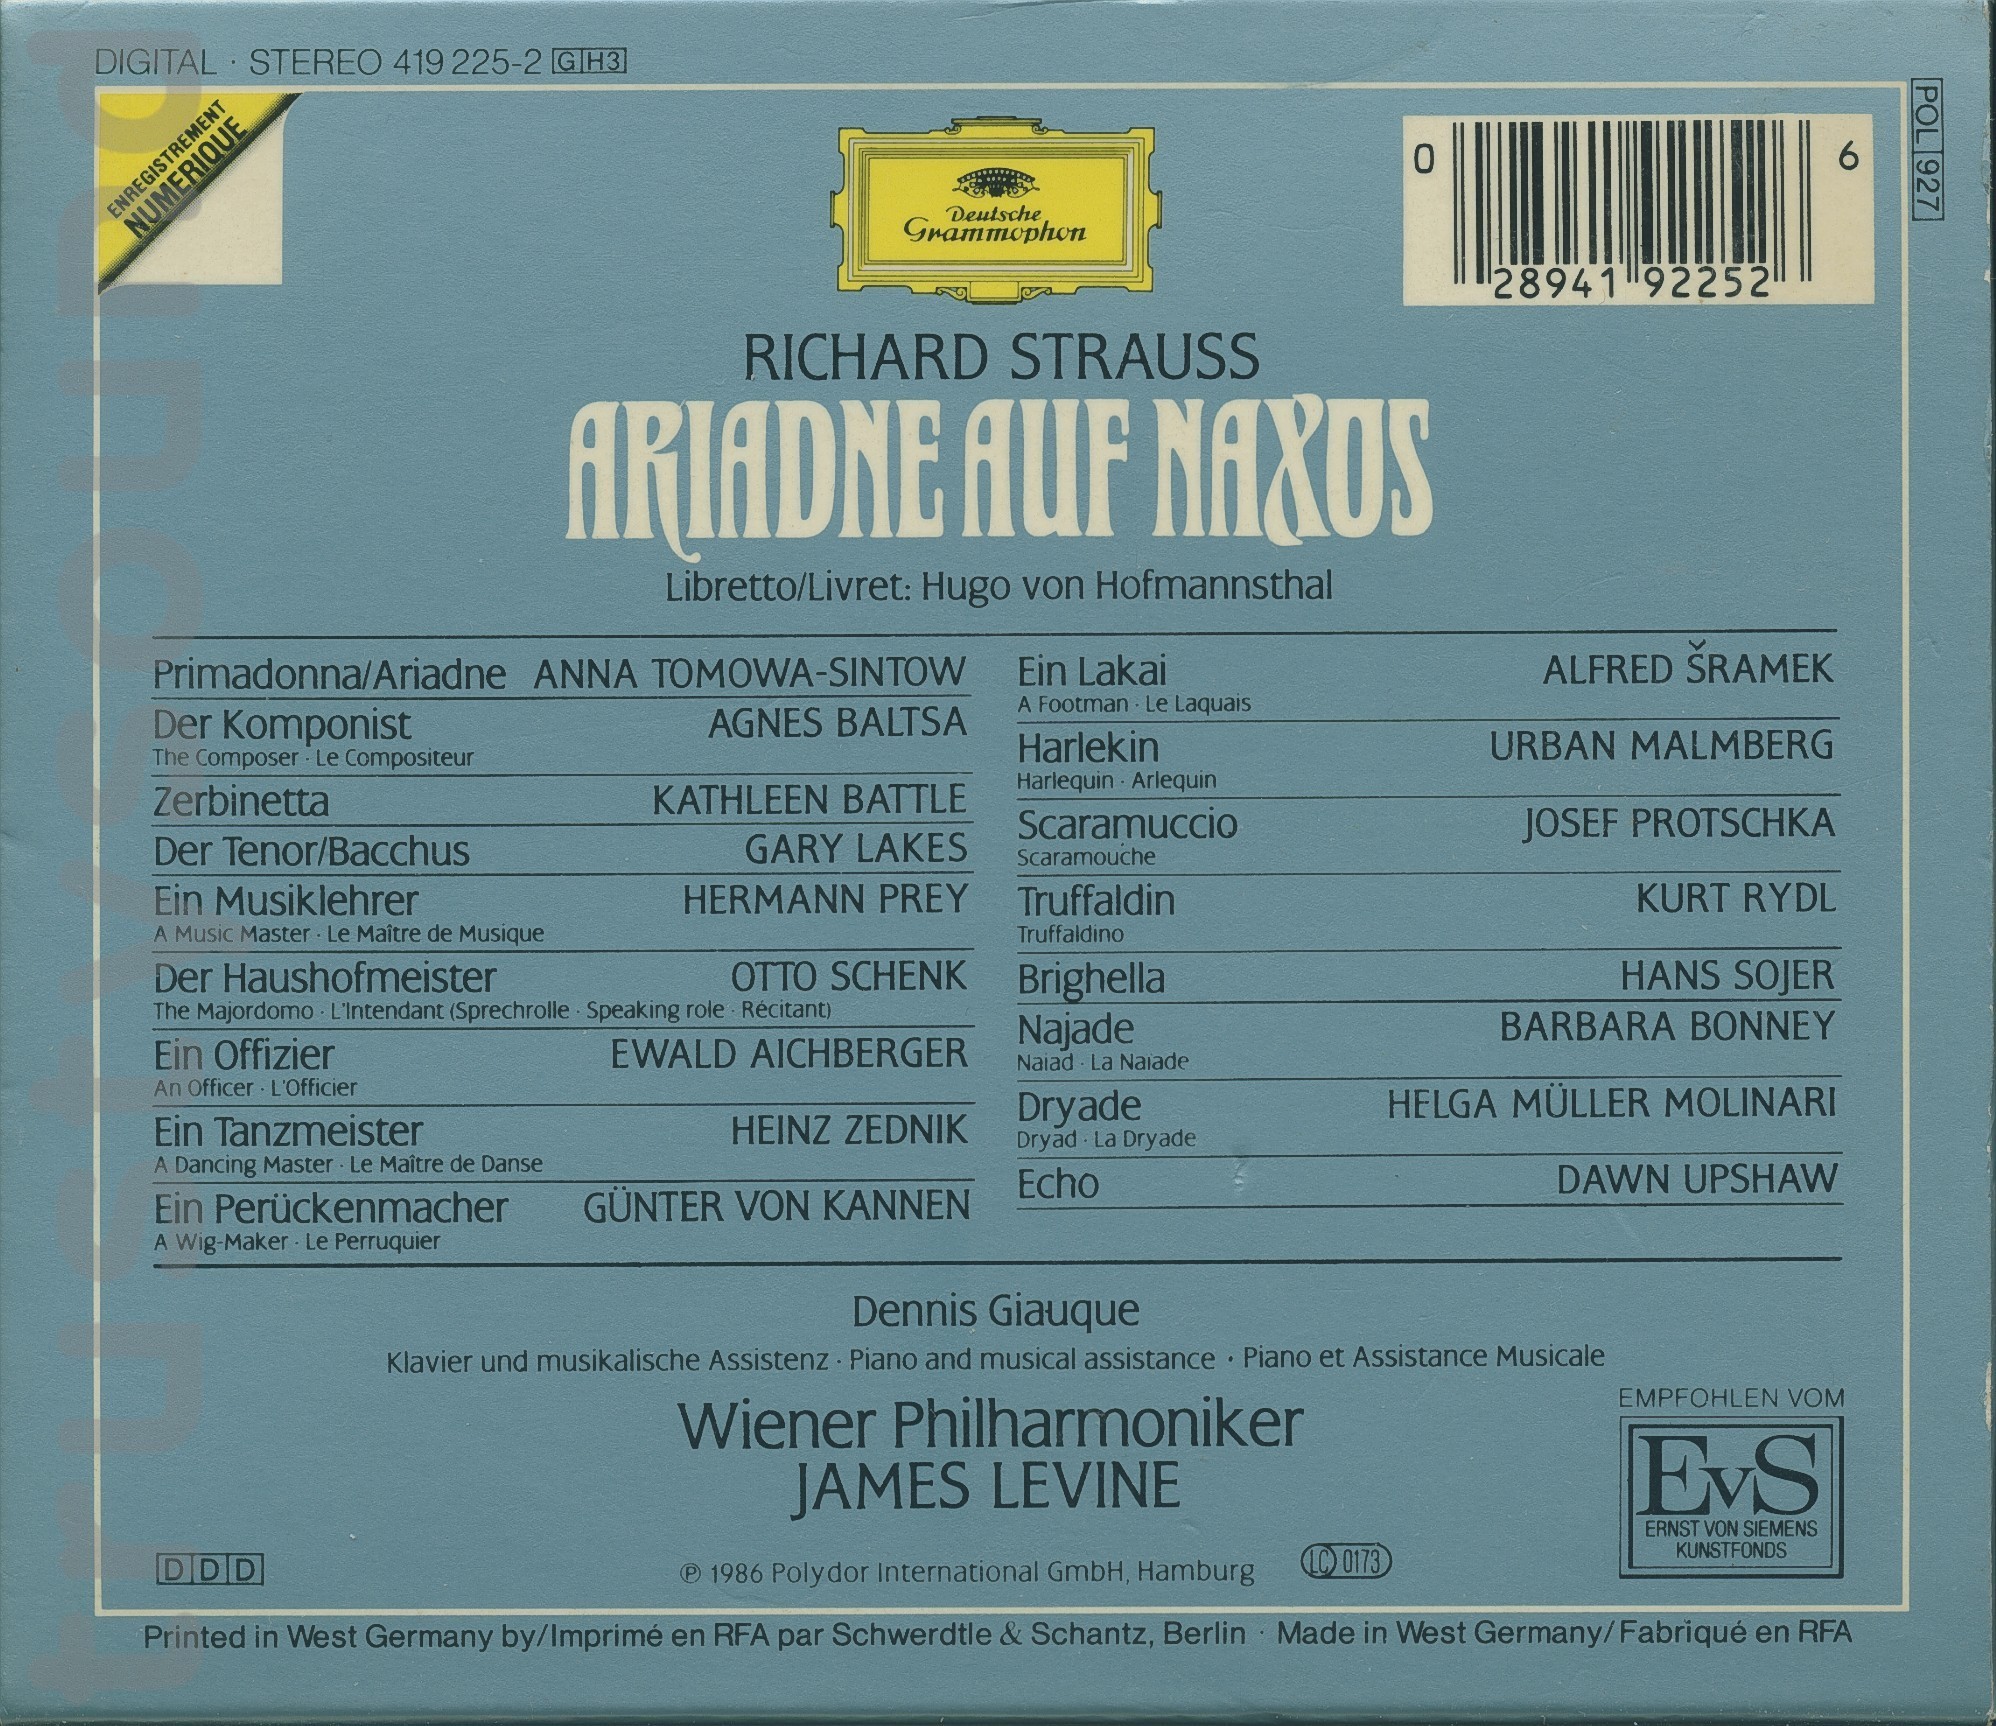 DIGITAL · STEREO 419 225-2 GH3
POL 927
ENREGISTREMENT
NUMERIQUE
Deutsche
Grammophon
0 28941 92252 6
RICHARD STRAUSS
ARIADNE AUF NAXOS
Libretto/Livret: Hugo von Hofmannsthal
Primadonna/Ariadne ANNA TOMOWA-SINTOW
Der Komponist AGNES BALTSA
The Composer · Le Compositeur
Zerbinetta KATHLEEN BATTLE
Der Tenor/Bacchus GARY LAKES
Ein Musiklehrer HERMANN PREY
A Music Master · Le Maître de Musique
Der Haushofmeister OTTO SCHENK
The Majordomo · L'Intendant (Sprechrolle · Speaking role · Récitant)
Ein Offizier EWALD AICHBERGER
An Officer · L'Officier
Ein Tanzmeister HEINZ ZEDNIK
A Dancing Master · Le Maître de Danse
Ein Perückenmacher GÜNTER VON KANNEN
A Wig-Maker · Le Perruquier
Ein Lakai ALFRED ŠRAMEK
A Footman · Le Laquais
Harlekin URBAN MALMBERG
Harlequin · Arlequin
Scaramuccio JOSEF PROTSCHKA
Scaramouche
Truffaldin KURT RYDL
Truffaldino
Brighella HANS SOJER
Najade BARBARA BONNEY
Naiad · La Naïade
Dryade HELGA MÜLLER MOLINARI
Dryad · La Dryade
Echo DAWN UPSHAW
Dennis Giauque
Klavier und musikalische Assistenz · Piano and musical assistance · Piano et Assistance Musicale
Wiener Philharmoniker
JAMES LEVINE
EMPFOHLEN VOM
EvS
ERNST VON SIEMENS
KUNSTFONDS
DDD
℗ 1986 Polydor International GmbH, Hamburg
LC 0173
Printed in West Germany by/Imprimé en RFA par Schwerdtle & Schantz, Berlin · Made in West Germany/Fabriqué en RFA
trustysound